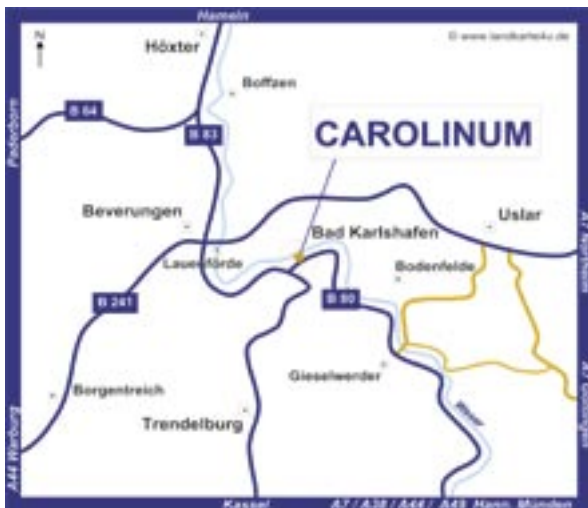 Hameln
N
Höxter
© www.landkarte4u.de
Boffzen
B 64
B 83
CAROLINUM
Paderborn
Beverungen
Uslar
Bad Karlshafen
Lauenförde
Bodenfelde
A7 Northeim
B 241
B 80
Gieselwerder
A7 Göttingen
Borgentreich
Trendelburg
Weser
A44 Warburg
Kassel
A7 / A38 / A44 / A49 Hann. Münden